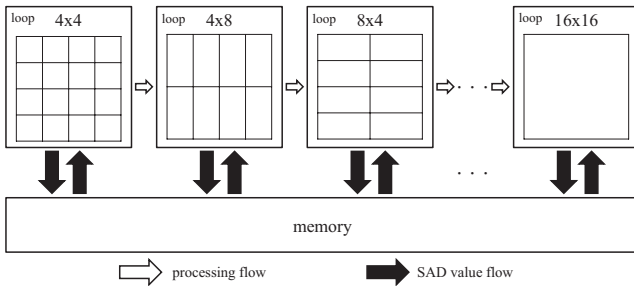 loop 4x4
loop 4x8
loop 8x4
loop 16x16
. . .
. . .
memory
processing flow
SAD value flow